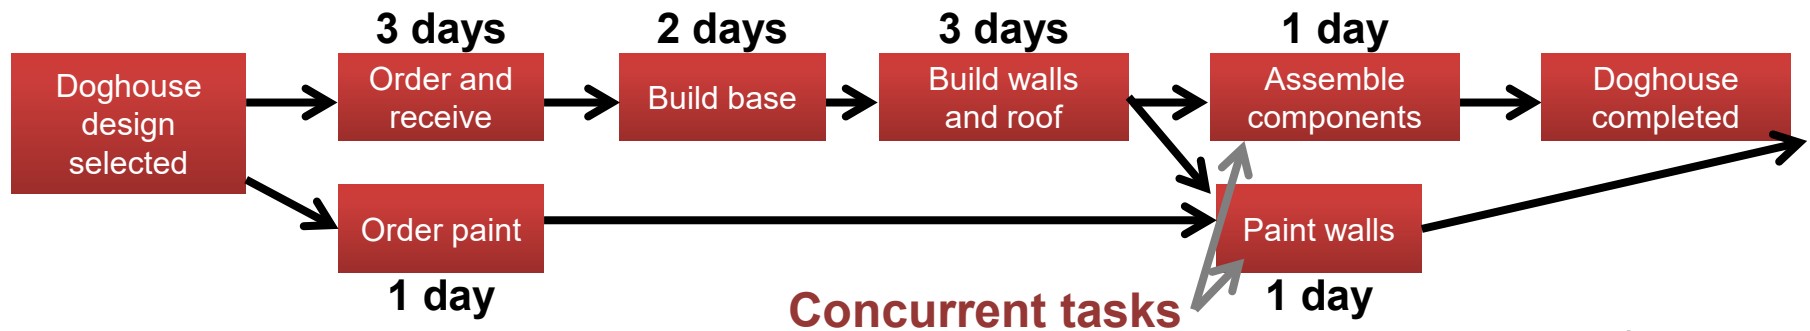 3 days
2 days
3 days
1 day
Doghouse
design
selected
Order and
receive
Build base
Build walls
and roof
Assemble
components
Doghouse
completed
Order paint
Paint walls
1 day
1 day
Concurrent tasks